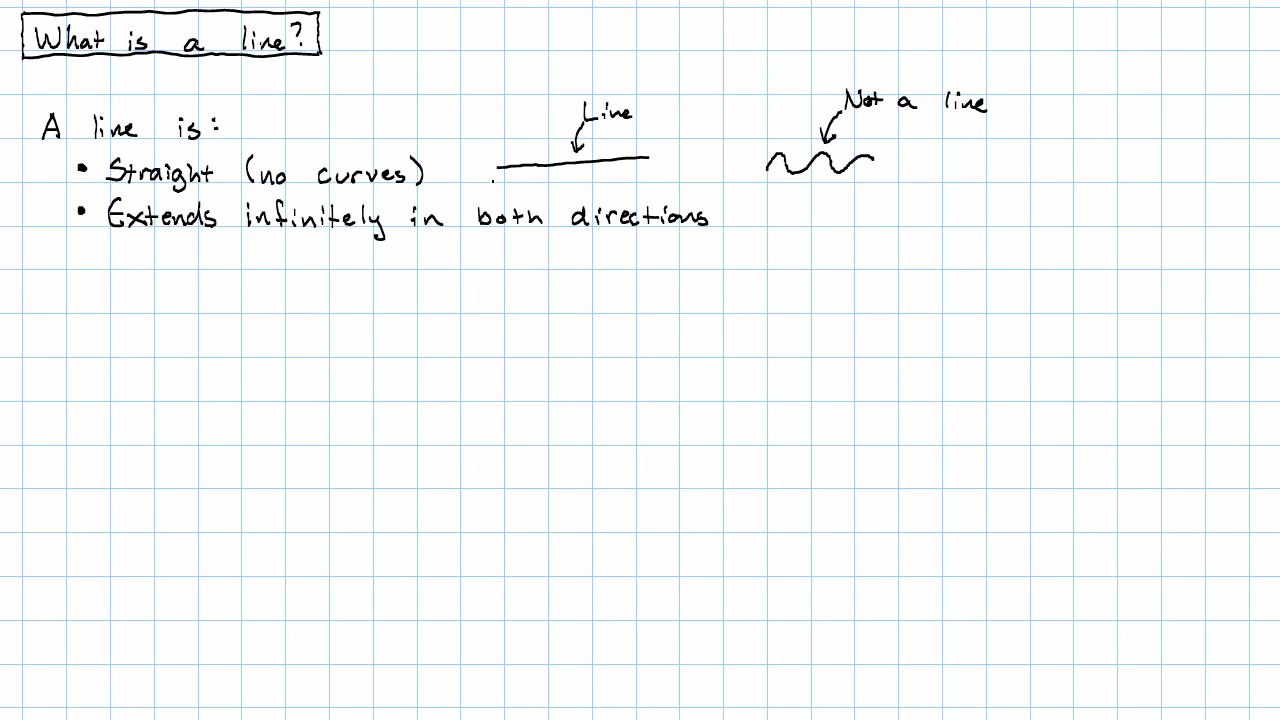 What is a line?
Line
Not a line
A line is:
• Straight (no curves)
• Extends infinitely in both directions